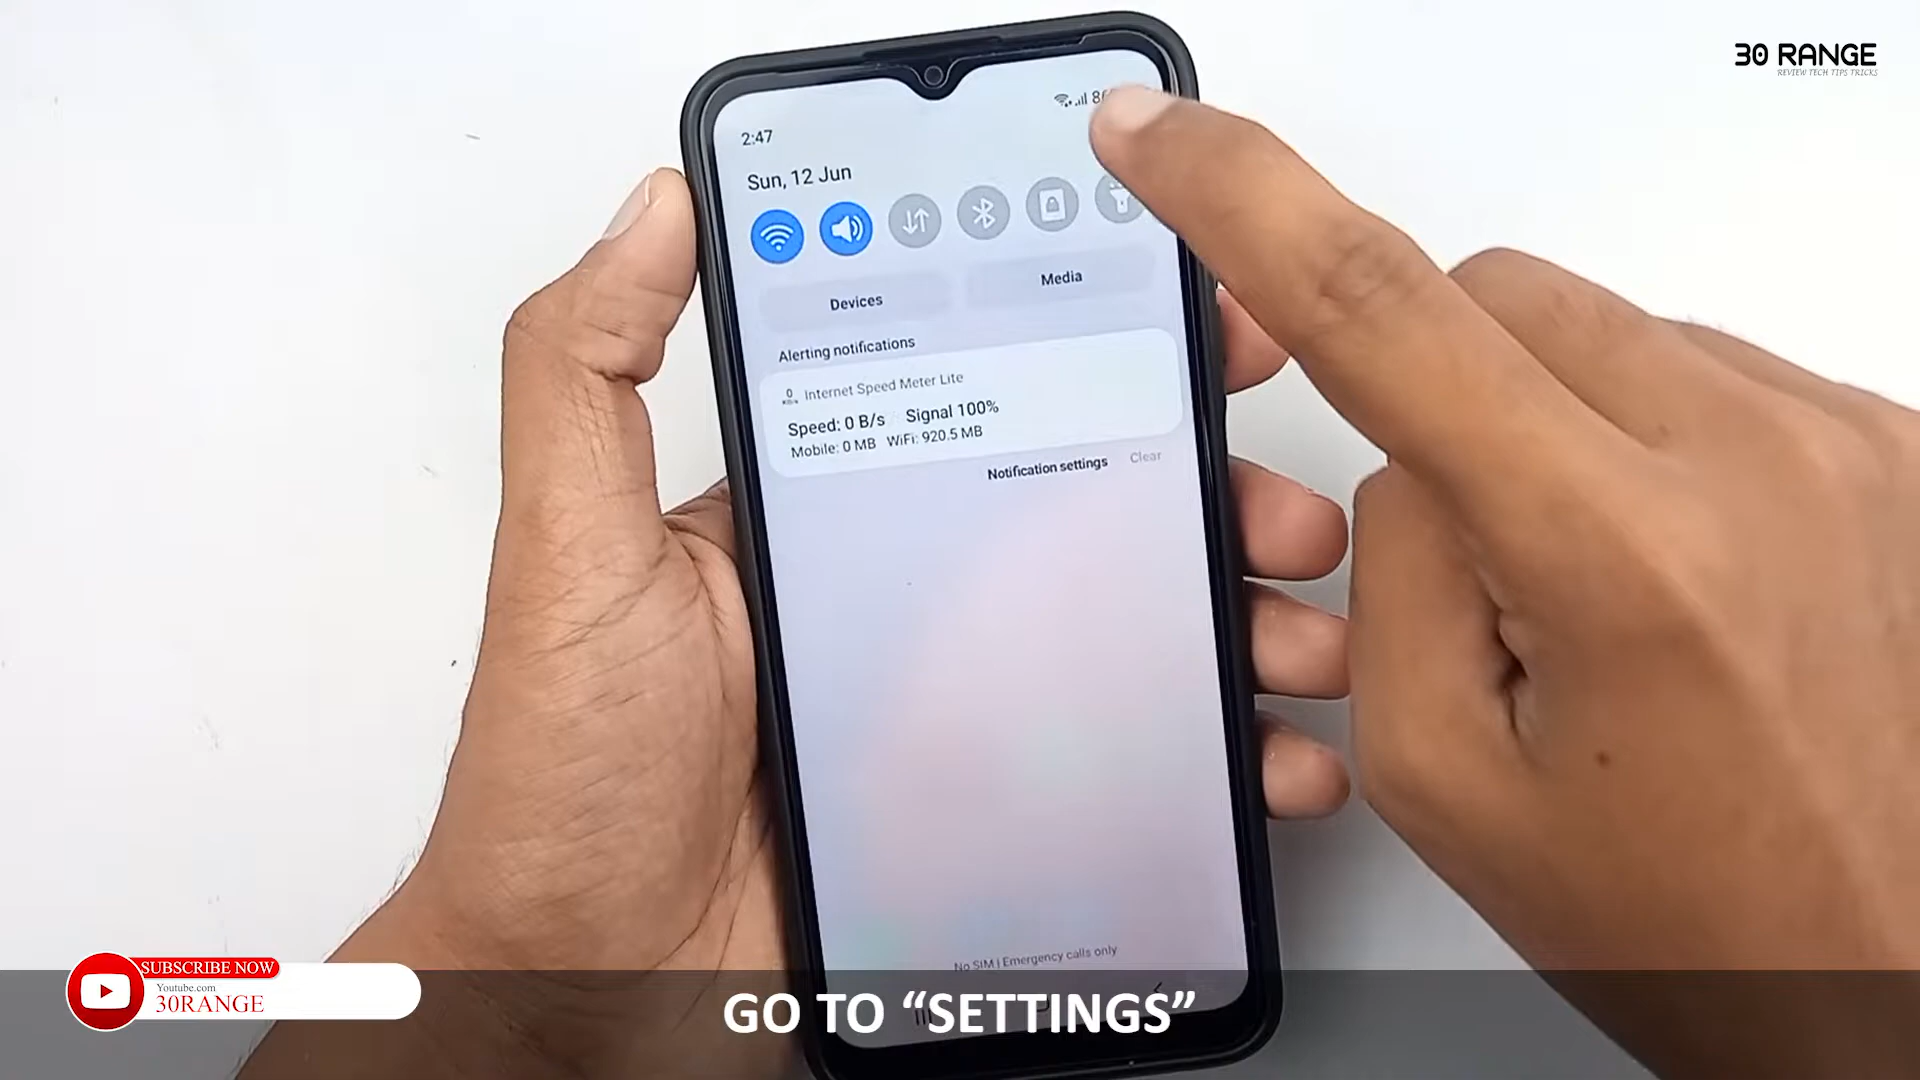 30 RANGE
REVIEW TECH TIPS TRICKS
2:47
Sun, 12 Jun
Devices
Media
Alerting notifications
Internet Speed Meter Lite
Speed: 0 B/s Signal 100%
Mobile: 0 MB WiFi: 920.5 MB
Notification settings Clear
No SIM | Emergency calls only
SUBSCRIBE NOW
Youtube.com
30RANGE
GO TO “SETTINGS”